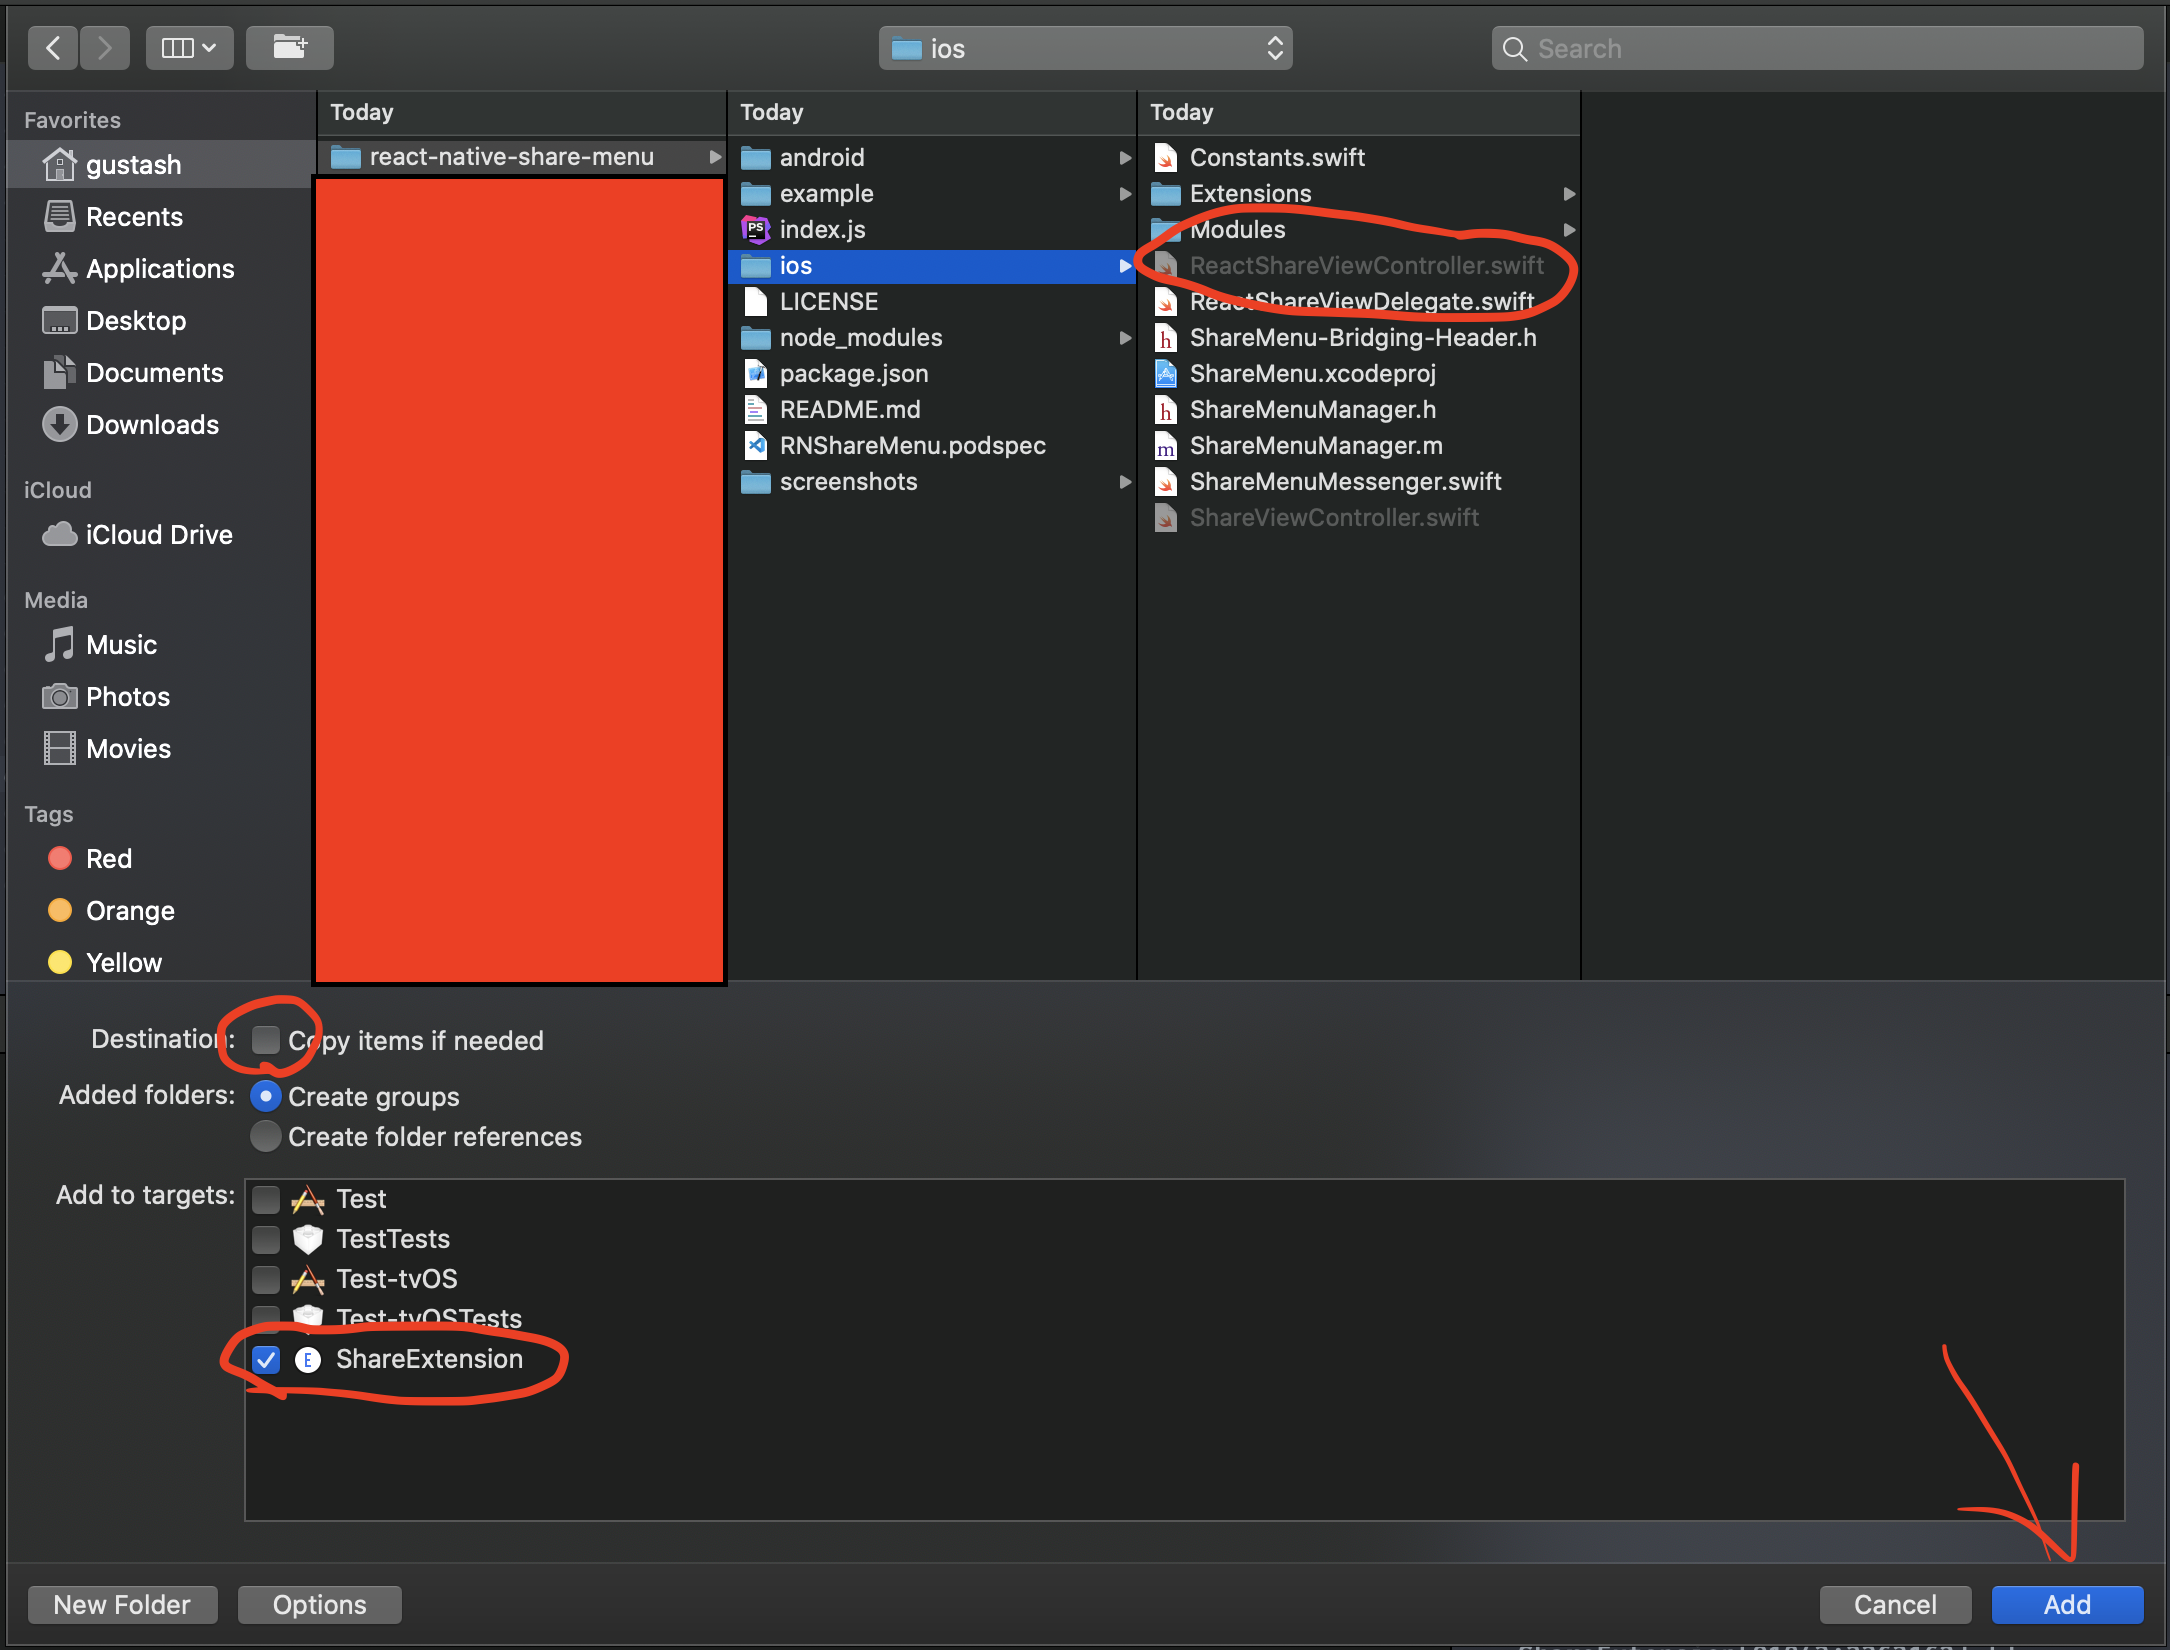 ios
Search
Favorites
gustash
Recents
Applications
Desktop
Documents
Downloads
iCloud
iCloud Drive
Media
Music
Photos
Movies
Tags
Red
Orange
Yellow
Today
react-native-share-menu
Today
android
example
PS
index.js
ios
LICENSE
node_modules
package.json
README.md
RNShareMenu.podspec
screenshots
Today
Constants.swift
Extensions
Modules
ReactShareViewController.swift
ReactShareViewDelegate.swift
h ShareMenu-Bridging-Header.h
ShareMenu.xcodeproj
h ShareMenuManager.h
m ShareMenuManager.m
ShareMenuMessenger.swift
ShareViewController.swift
Destination: Copy items if needed
Added folders: Create groups
Create folder references
Add to targets: Test
TestTests
Test-tvOS
Test-tvOSTests
E ShareExtension
New Folder Options Cancel Add